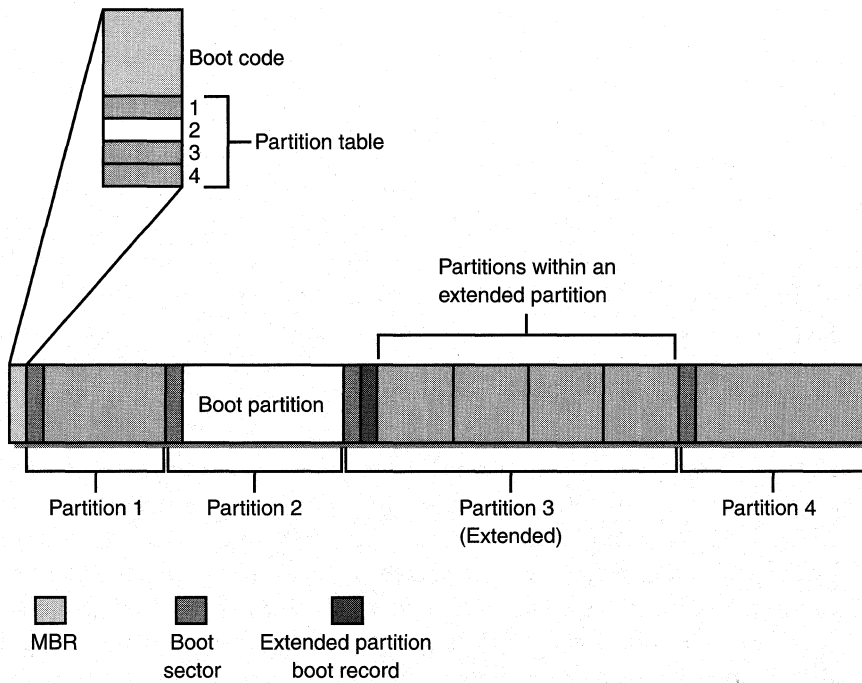 Boot code
1
2
3
4
Partition table
Partitions within an
extended partition
Boot partition
Partition 1
Partition 2
Partition 3
(Extended)
Partition 4
MBR
Boot
sector
Extended partition
boot record